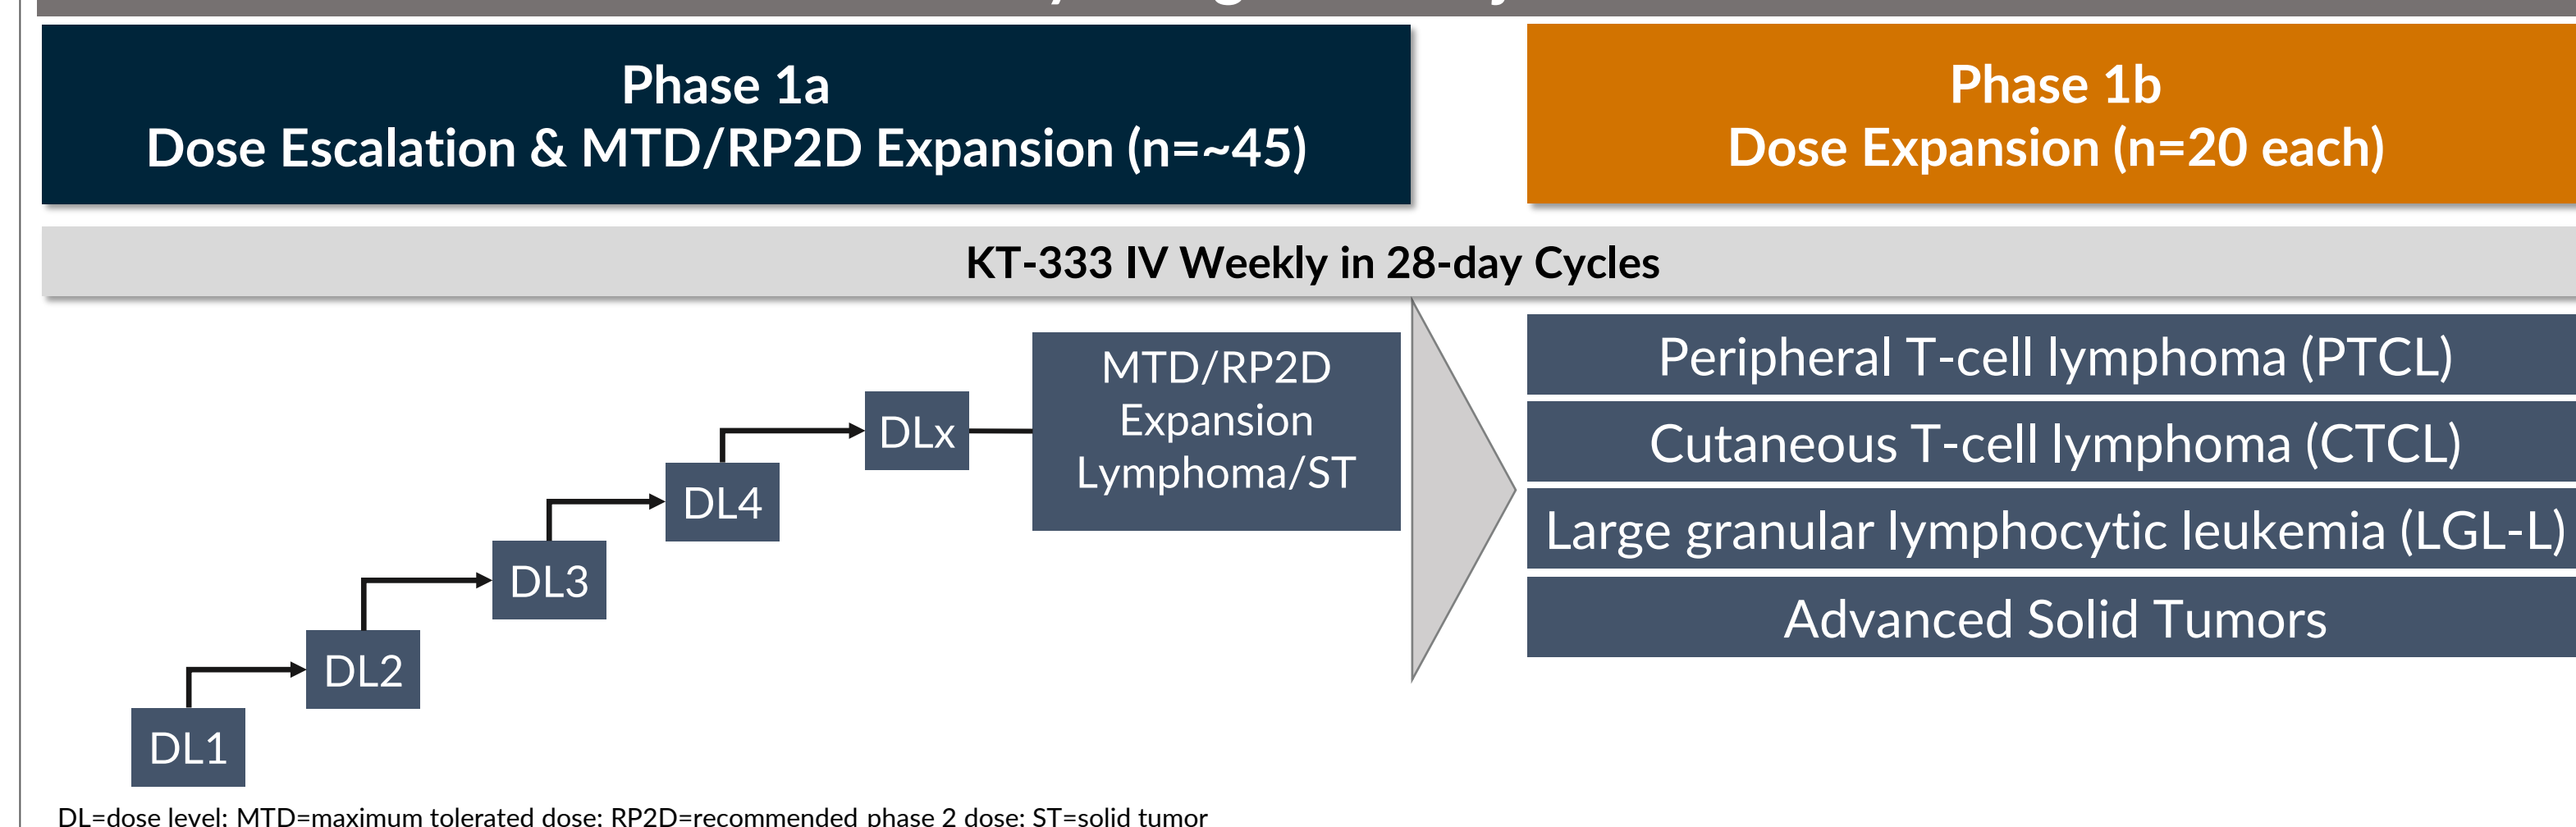 Phase 1a
Dose Escalation & MTD/RP2D Expansion (n=~45)
Phase 1b
Dose Expansion (n=20 each)
KT-333 IV Weekly in 28-day Cycles
DL1
DL2
DL3
DL4
DLx
MTD/RP2D
Expansion
Lymphoma/ST
Peripheral T-cell lymphoma (PTCL)
Cutaneous T-cell lymphoma (CTCL)
Large granular lymphocytic leukemia (LGL-L)
Advanced Solid Tumors
DL=dose level; MTD=maximum tolerated dose; RP2D=recommended phase 2 dose; ST=solid tumor